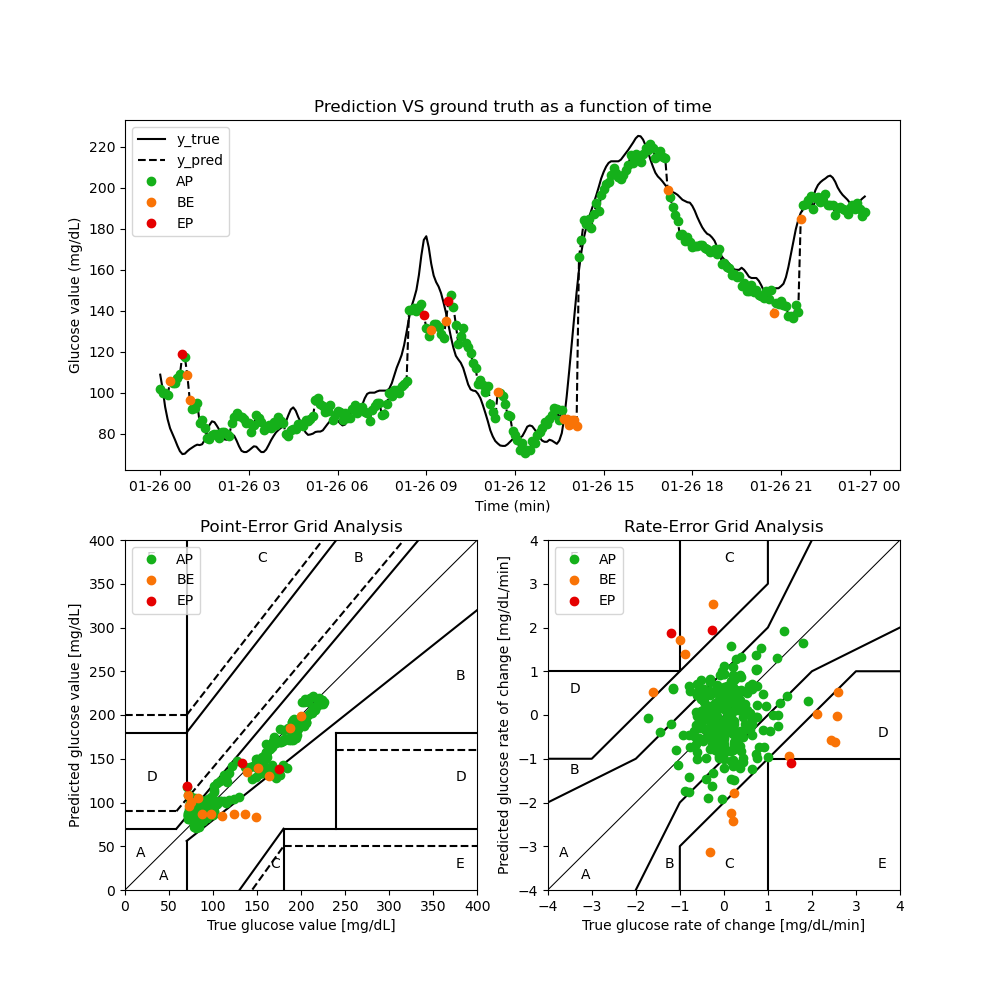 Prediction VS ground truth as a function of time
Glucose value (mg/dL)
220
200
180
160
140
120
100
80
y_true
y_pred
AP
BE
EP
01-26 00 01-26 03 01-26 06 01-26 09 01-26 12 01-26 15 01-26 18 01-26 21 01-27 00
Time (min)
Point-Error Grid Analysis
Predicted glucose value [mg/dL]
400
350
300
250
200
150
100
50
0
AP
BE
EP
C
B
B
D
D
A
A
C
E
0 50 100 150 200 250 300 350 400
True glucose value [mg/dL]
Rate-Error Grid Analysis
Predicted glucose rate of change [mg/dL/min]
4
3
2
1
0
−1
−2
−3
−4
AP
BE
EP
C
D
D
B
A
A
B
C
E
−4 −3 −2 −1 0 1 2 3 4
True glucose rate of change [mg/dL/min]